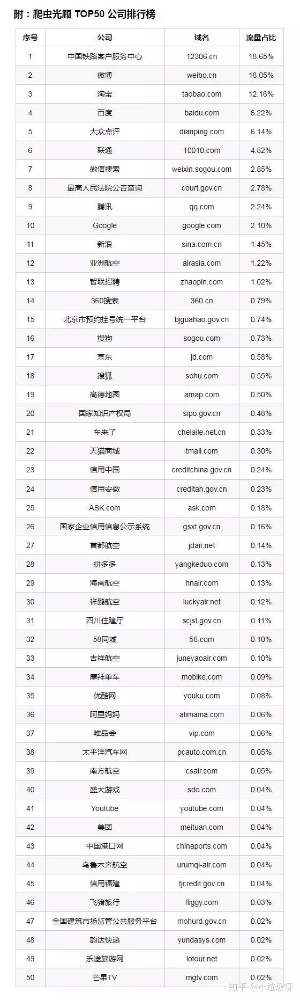 附：爬虫光顾 TOP50 公司排行榜
序号 公司 域名 流量占比
1 中国铁路客户服务中心 12306.cn 18.65%
2 微博 weibo.cn 18.05%
3 淘宝 taobao.com 12.16%
4 百度 baidu.com 6.22%
5 大众点评 dianping.com 6.14%
6 联通 10010.com 4.82%
7 微信搜索 weixin.sogou.com 2.85%
8 最高人民法院公告查询 court.gov.cn 2.78%
9 腾讯 qq.com 2.24%
10 Google google.com 2.10%
11 新浪 sina.com.cn 1.45%
12 亚洲航空 airasia.com 1.22%
13 智联招聘 zhaopin.com 1.02%
14 360搜索 360.cn 0.79%
15 北京市预约挂号统一平台 bjguahao.gov.cn 0.74%
16 搜狗 sogou.com 0.73%
17 京东 jd.com 0.58%
18 搜狐 sohu.com 0.55%
19 高德地图 amap.com 0.50%
20 国家知识产权局 sipo.gov.cn 0.48%
21 车来了 chelaile.net.cn 0.33%
22 天猫商城 tmall.com 0.30%
23 信用中国 creditchina.gov.cn 0.24%
24 信用安徽 creditah.gov.cn 0.23%
25 ASK.com ask.com 0.18%
26 国家企业信用信息公示系统 gsxt.gov.cn 0.16%
27 首都航空 jdair.net 0.14%
28 拼多多 yangkeduo.com 0.13%
29 海南航空 hnair.com 0.13%
30 祥鹏航空 luckyair.net 0.12%
31 四川住建厅 scjst.gov.cn 0.11%
32 58同城 58.com 0.10%
33 吉祥航空 juneyaoair.com 0.10%
34 摩拜单车 mobike.com 0.09%
35 优酷网 youku.com 0.08%
36 阿里妈妈 alimama.com 0.06%
37 唯品会 vip.com 0.06%
38 太平洋汽车网 pcauto.com.cn 0.05%
39 南方航空 csair.com 0.05%
40 盛大游戏 sdo.com 0.04%
41 Youtube youtube.com 0.04%
42 美团 meituan.com 0.04%
43 中国港口网 chinaports.com 0.04%
44 乌鲁木齐航空 urumqi-air.com 0.04%
45 信用福建 fjcredit.gov.cn 0.04%
46 飞猪旅行 fliggy.com 0.03%
47 全国建筑市场监管公共服务平台 mohurd.gov.cn 0.02%
48 韵达快递 yundasys.com 0.02%
49 乐途旅游网 lotour.net 0.02%
50 芒果TV mgtv.com 0.02%
知乎 @小垃圾呀